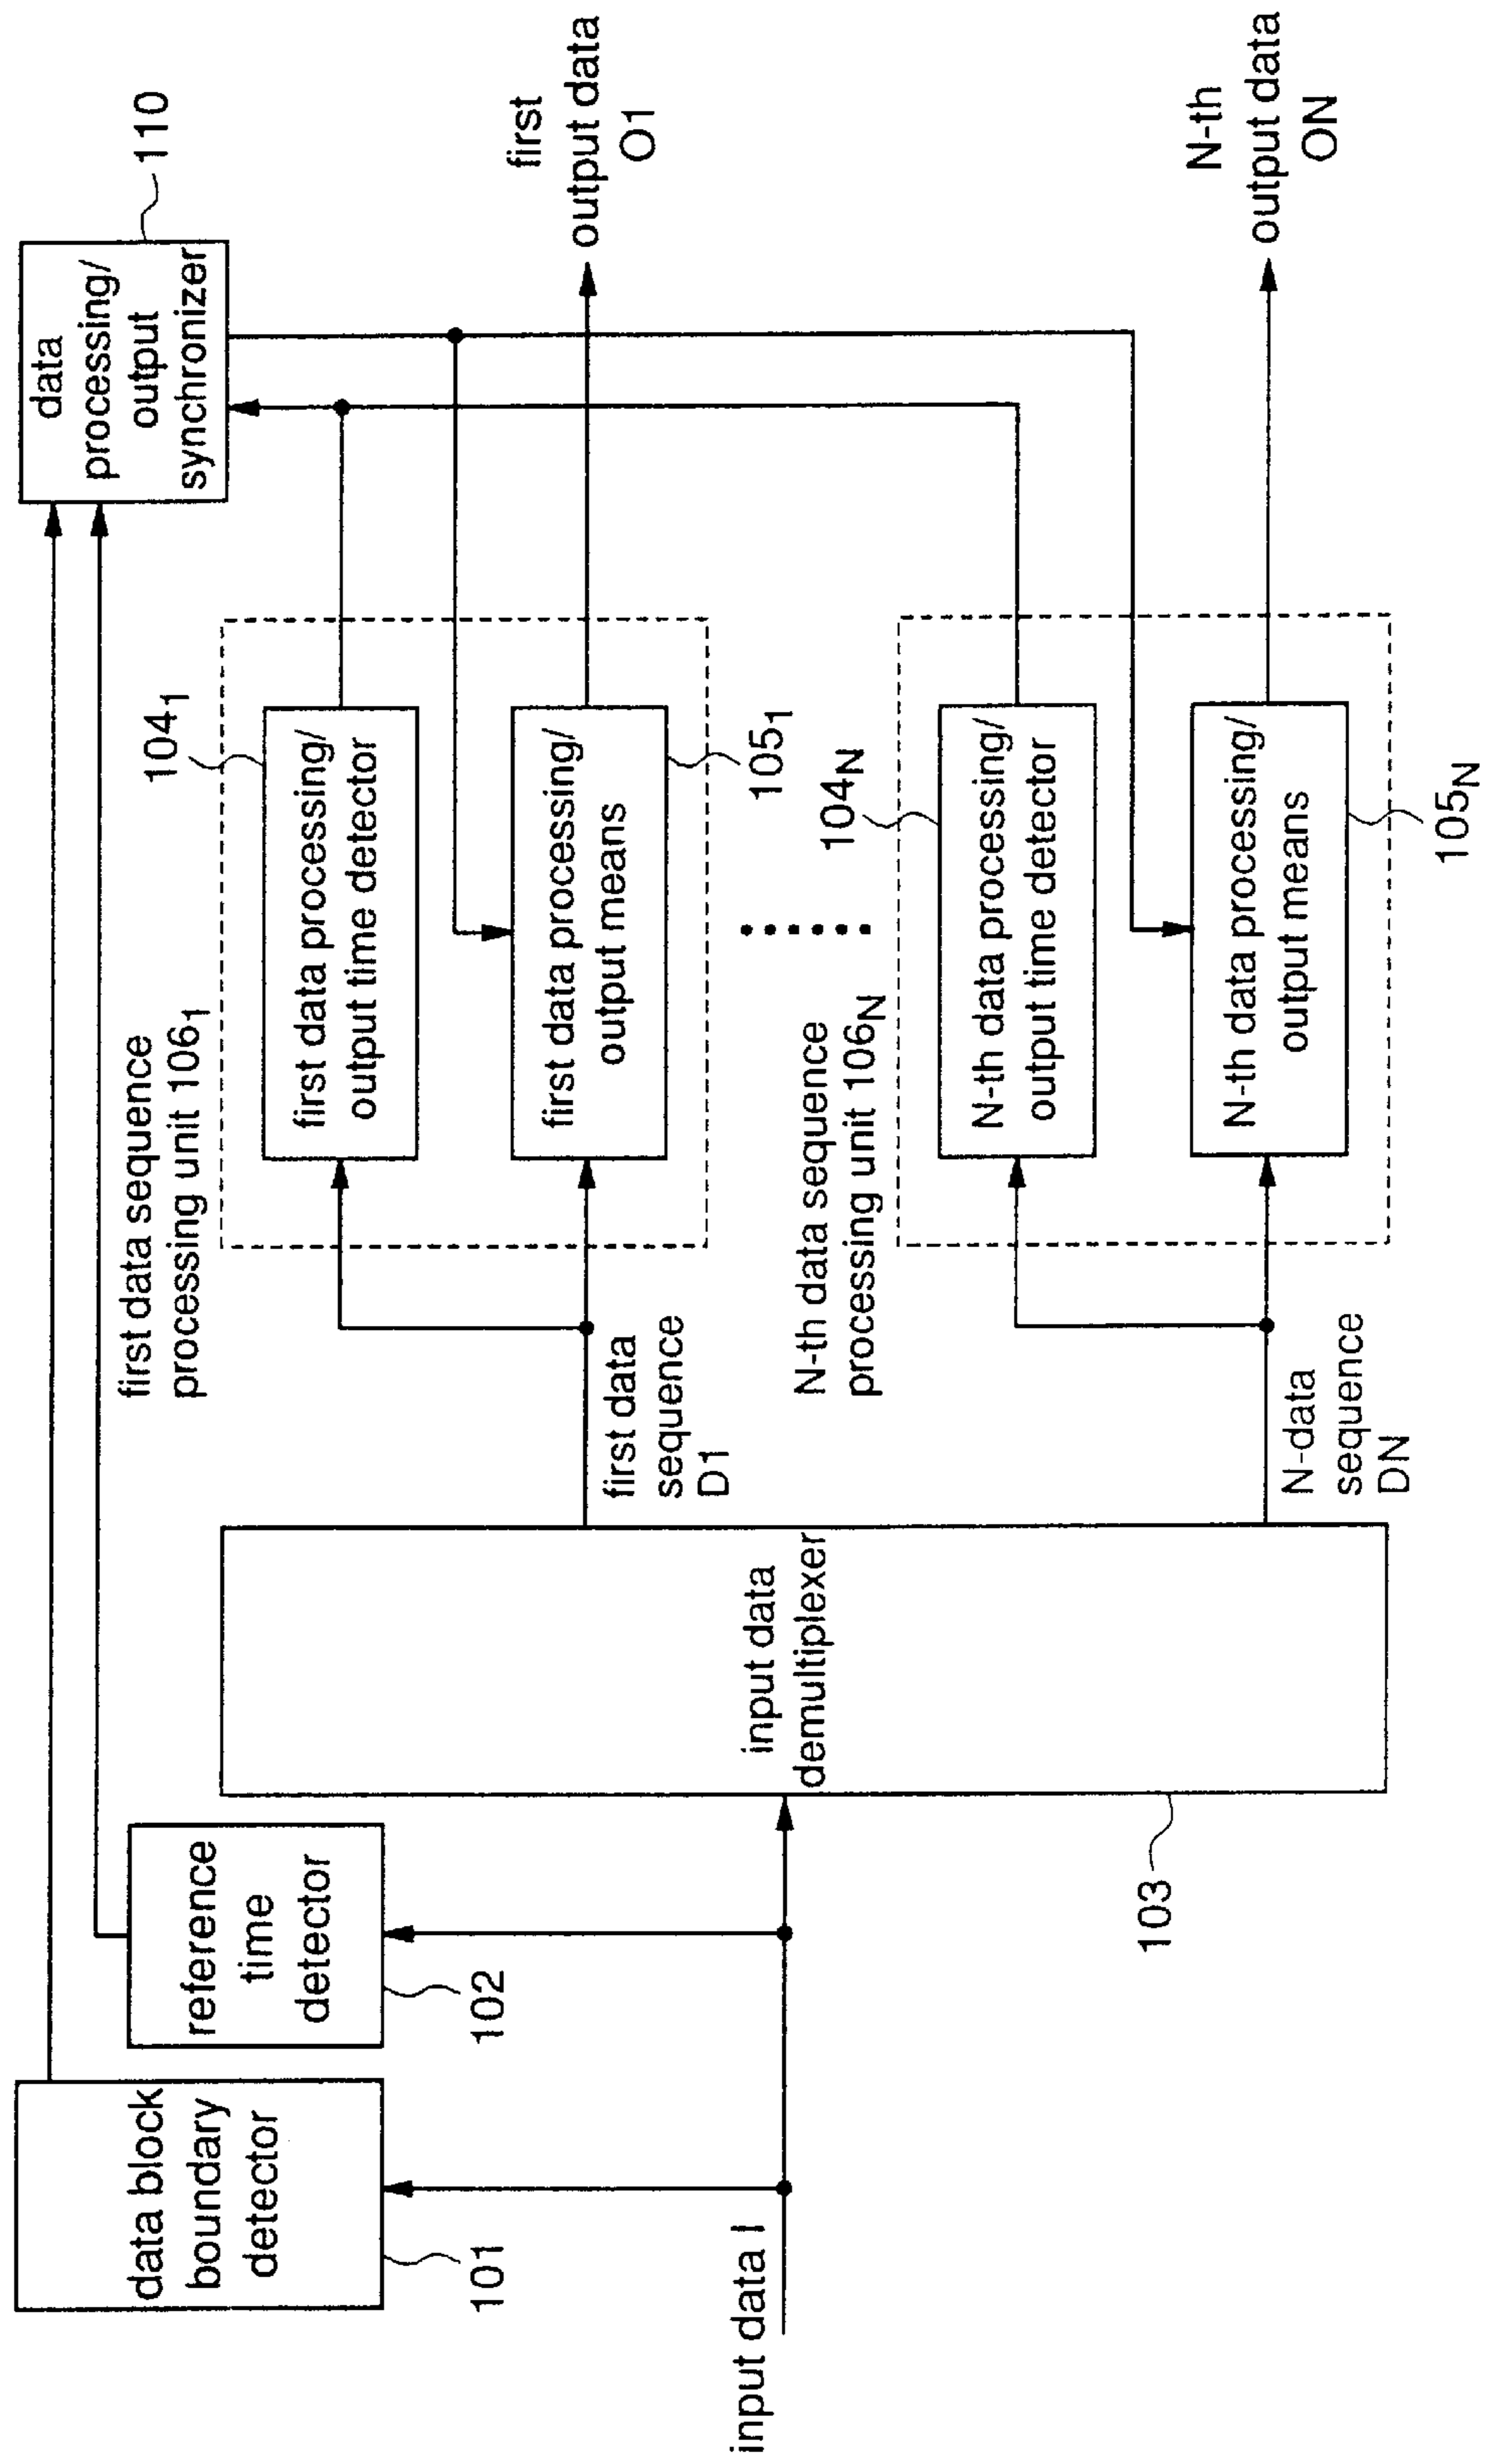 data block
boundary
detector
101
reference
time
detector
102
input data I
input data
demultiplexer
103
first data sequence
processing unit 106₁
first data
sequence
D1
104₁
first data processing/
output time detector
first data processing/
output means
105₁
N-th data sequence
processing unit 106N
N-data
sequence
DN
104N
N-th data processing/
output time detector
N-th data processing/
output means
105N
data
processing/
output
synchronizer
110
first
output data
O1
N-th
output data
ON